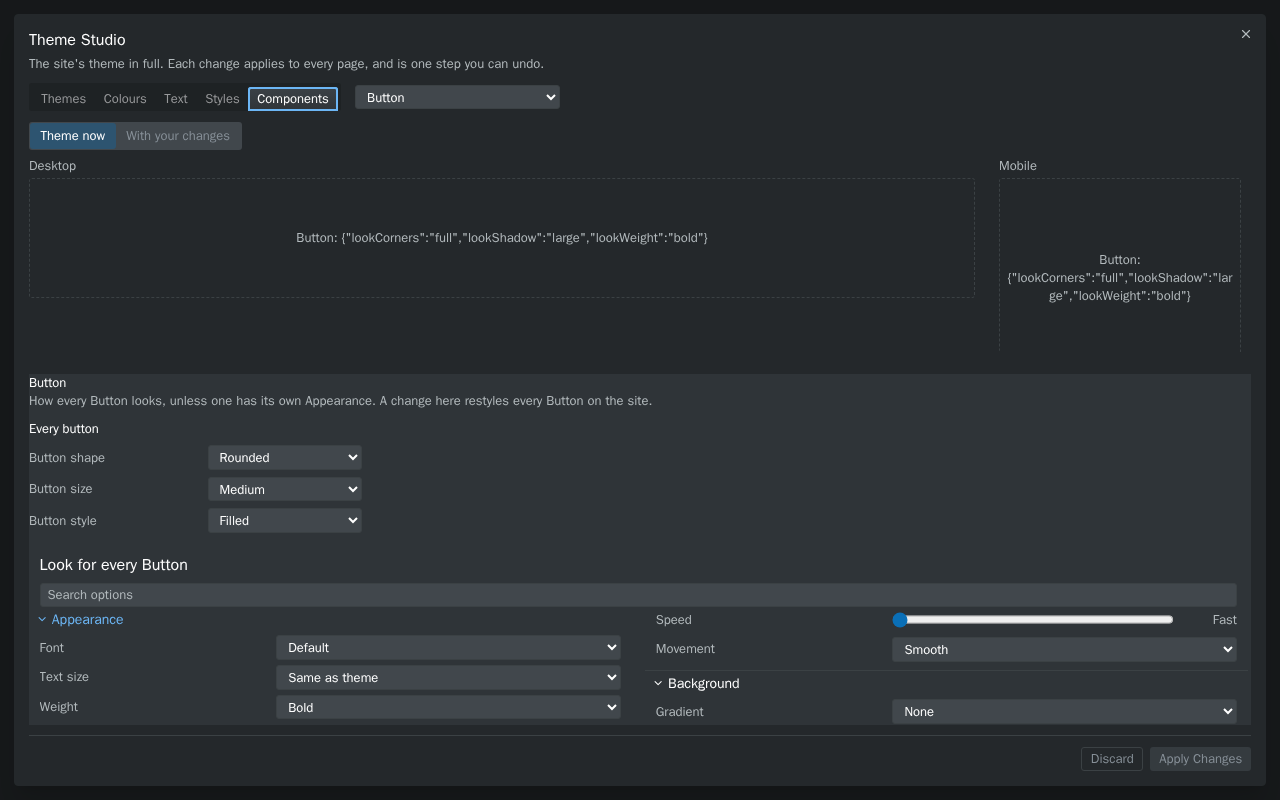 Theme Studio
×
The site's theme in full. Each change applies to every page, and is one step you can undo.
Themes Colours Text Styles Components Button
Theme now With your changes
Desktop
Mobile
Button: {"lookCorners":"full","lookShadow":"large","lookWeight":"bold"}
Button:
{"lookCorners":"full","lookShadow":"lar
ge","lookWeight":"bold"}
Button
How every Button looks, unless one has its own Appearance. A change here restyles every Button on the site.
Every button
Button shape Rounded
Button size Medium
Button style Filled
Look for every Button
Search options
Appearance
Font Default
Text size Same as theme
Weight Bold
Speed Fast
Movement Smooth
Background
Gradient None
Discard Apply Changes